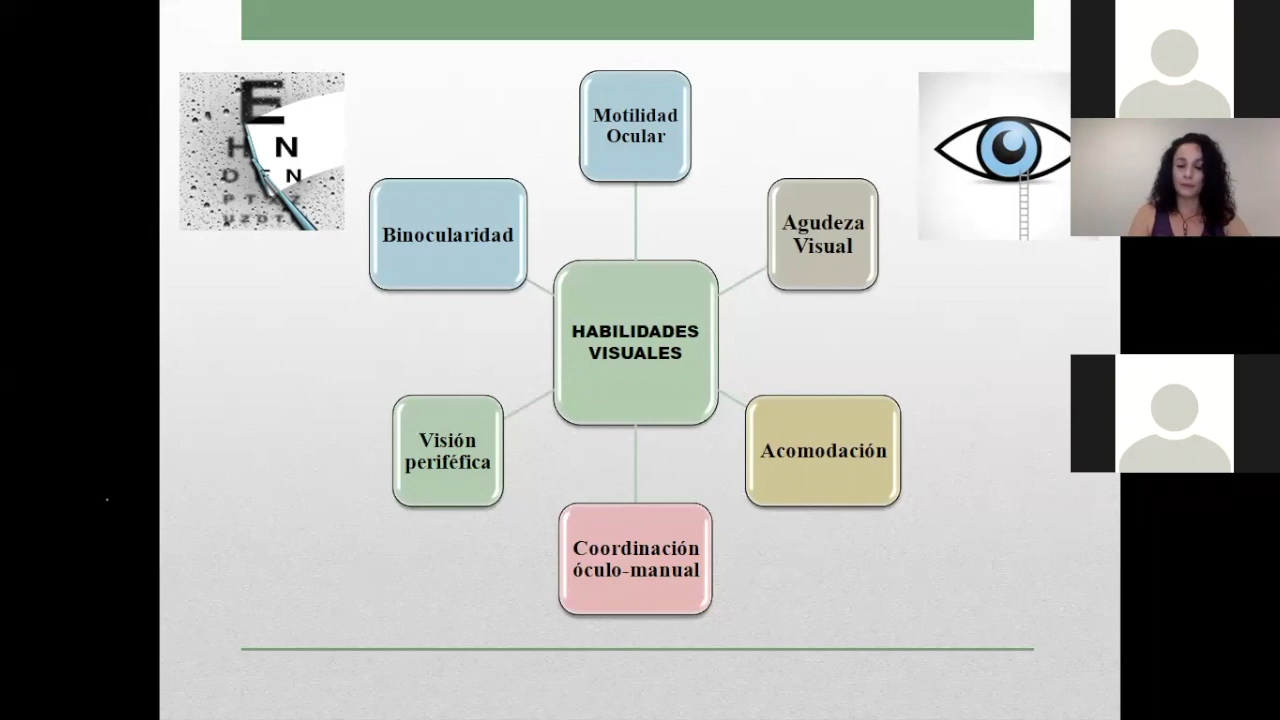 E
H N
D F N
P T Y X Z
U Z D T
Motilidad
Ocular
Binocularidad
Agudeza
Visual
HABILIDADES
VISUALES
Visión
periféfica
Acomodación
Coordinación
óculo-manual